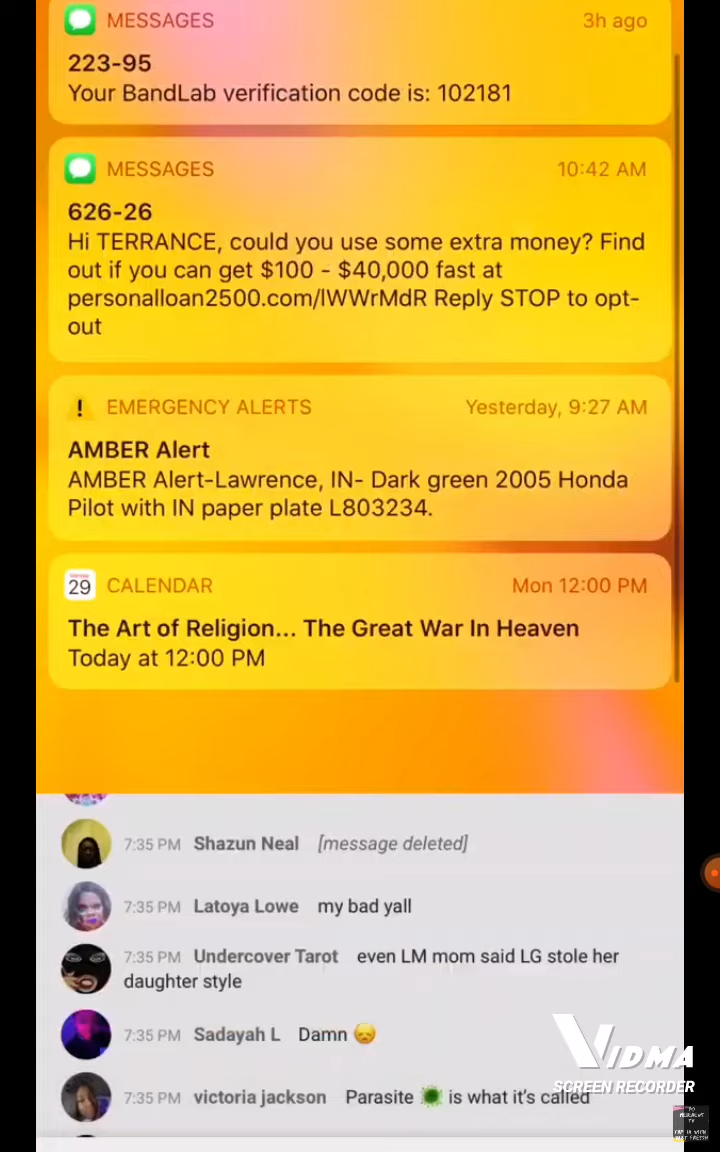 MESSAGES 3h ago
223-95
Your BandLab verification code is: 102181
MESSAGES 10:42 AM
626-26
Hi TERRANCE, could you use some extra money? Find
out if you can get $100 - $40,000 fast at
personalloan2500.com/lWWrMdR Reply STOP to opt-
out
EMERGENCY ALERTS Yesterday, 9:27 AM
AMBER Alert
AMBER Alert-Lawrence, IN- Dark green 2005 Honda
Pilot with IN paper plate L803234.
29 CALENDAR Mon 12:00 PM
The Art of Religion... The Great War In Heaven
Today at 12:00 PM
7:35 PM Shazun Neal [message deleted]
7:35 PM Latoya Lowe my bad yall
7:35 PM Undercover Tarot even LM mom said LG stole her
daughter style
7:35 PM Sadayah L Damn 😞
7:35 PM victoria jackson Parasite 🦠 is what it's called
VIDMA
SCREEN RECORDER